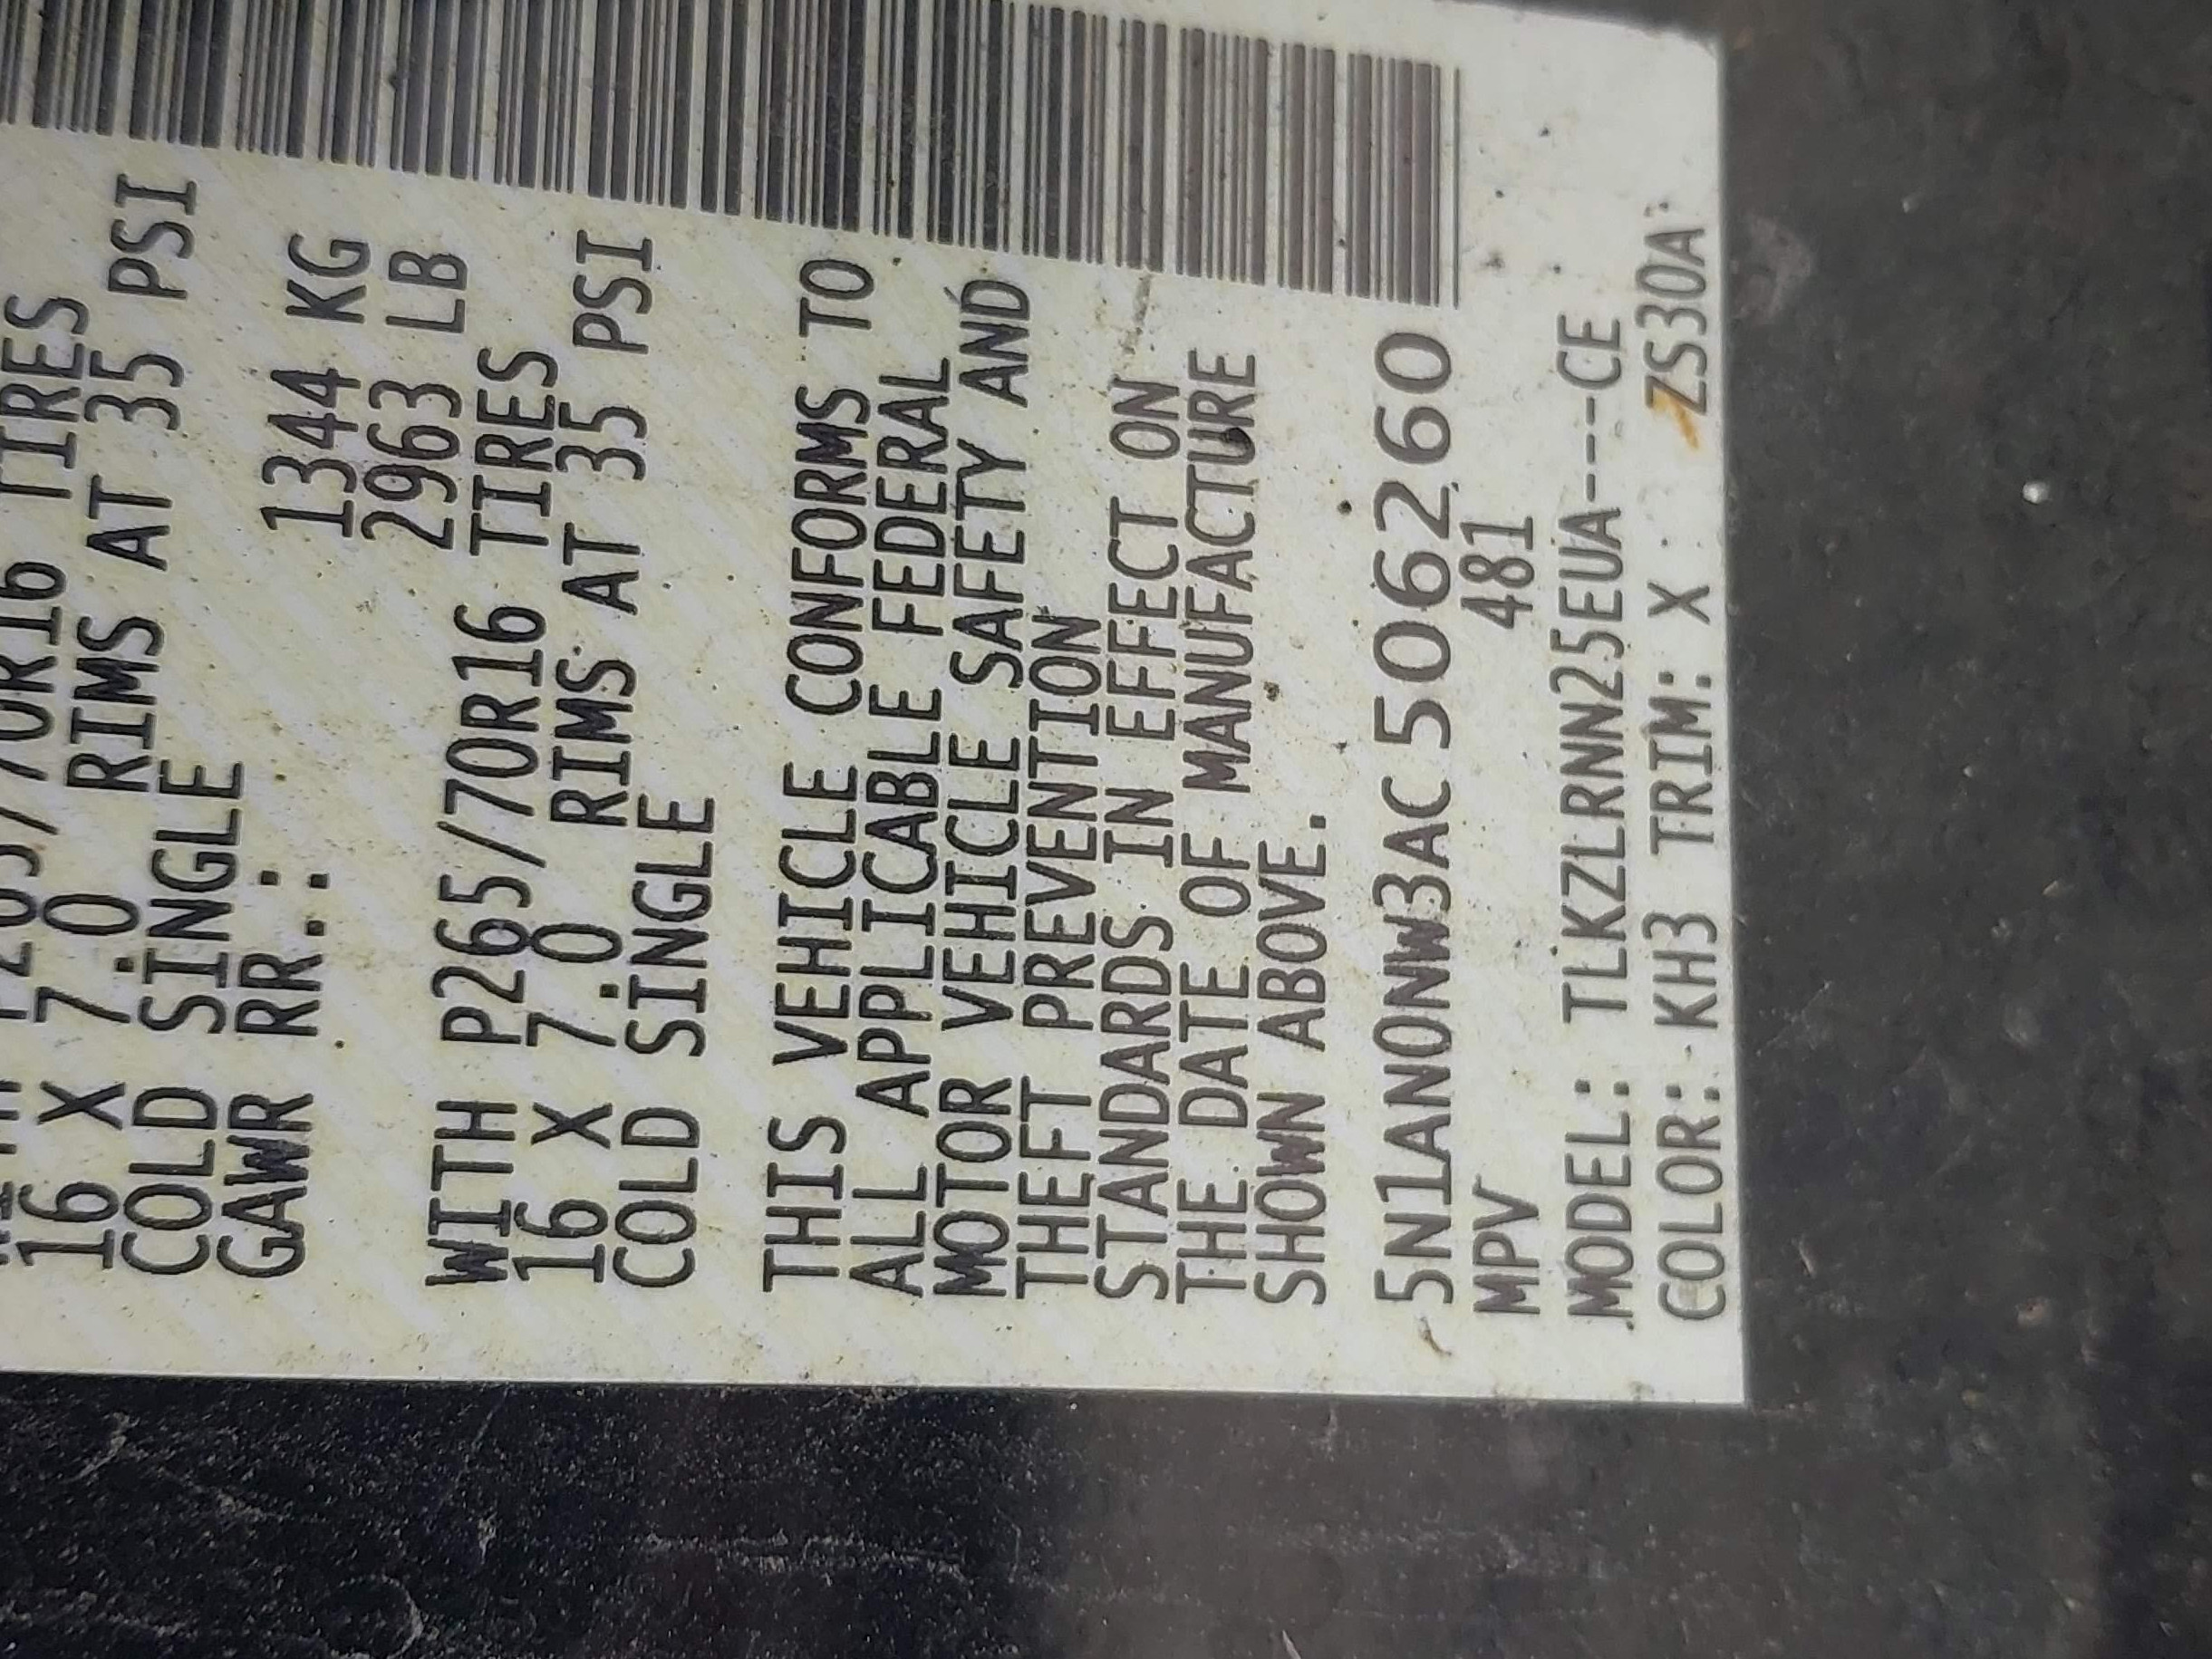 16 X 7.0 RIMS AT 35 PSI
COLD SINGLE
GAWR RR.: 1344 KG
2963 LB
WITH P265/70R16 TIRES
16 X 7.0 RIMS AT 35 PSI
COLD SINGLE
THIS VEHICLE CONFORMS TO
ALL APPLICABLE FEDERAL
MOTOR VEHICLE SAFETY AND
THEFT PREVENTION
STANDARDS IN EFFECT ON
THE DATE OF MANUFACTURE
SHOWN ABOVE.
5N1AN0NW3AC506260
MPV 481
MODEL: TLKZLRNN25EUA---CE
COLOR: KH3 TRIM: X ZS30A